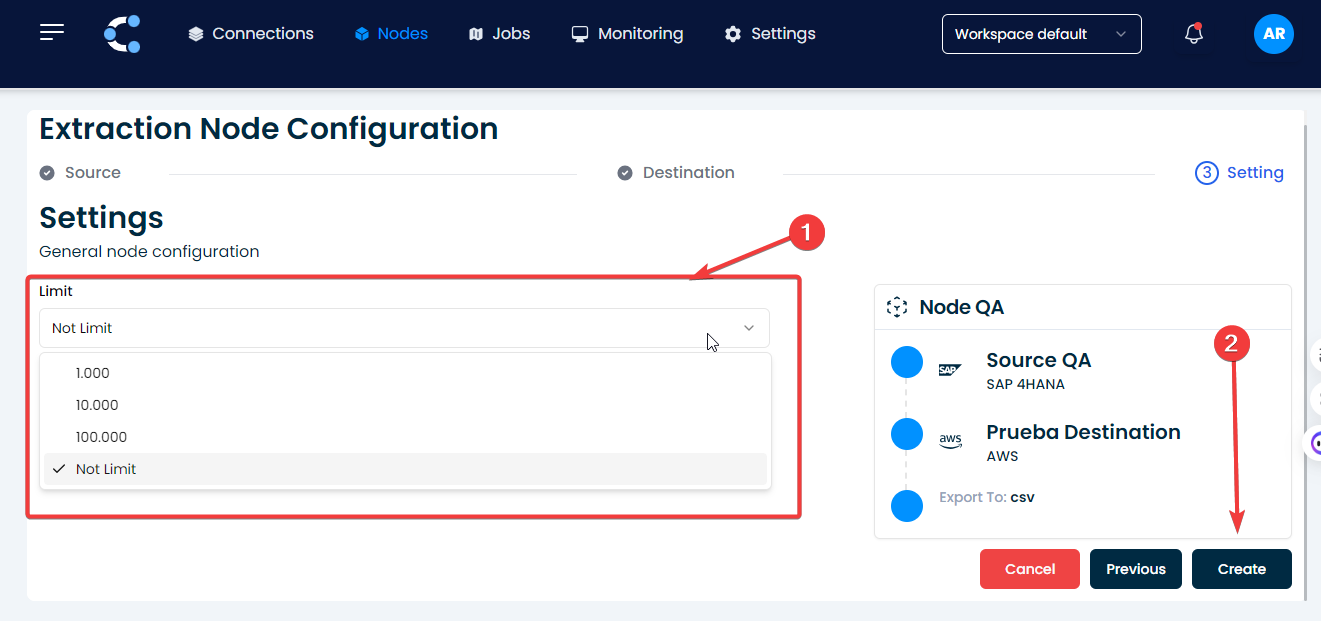 Connections Nodes Jobs Monitoring Settings Workspace default AR
Extraction Node Configuration
Source Destination 3 Setting
Settings
General node configuration
1
Limit
Not Limit
1.000
10.000
100.000
Not Limit
Node QA
2
SAP Source QA
SAP 4HANA
aws Prueba Destination
AWS
Export To: csv
Cancel Previous Create